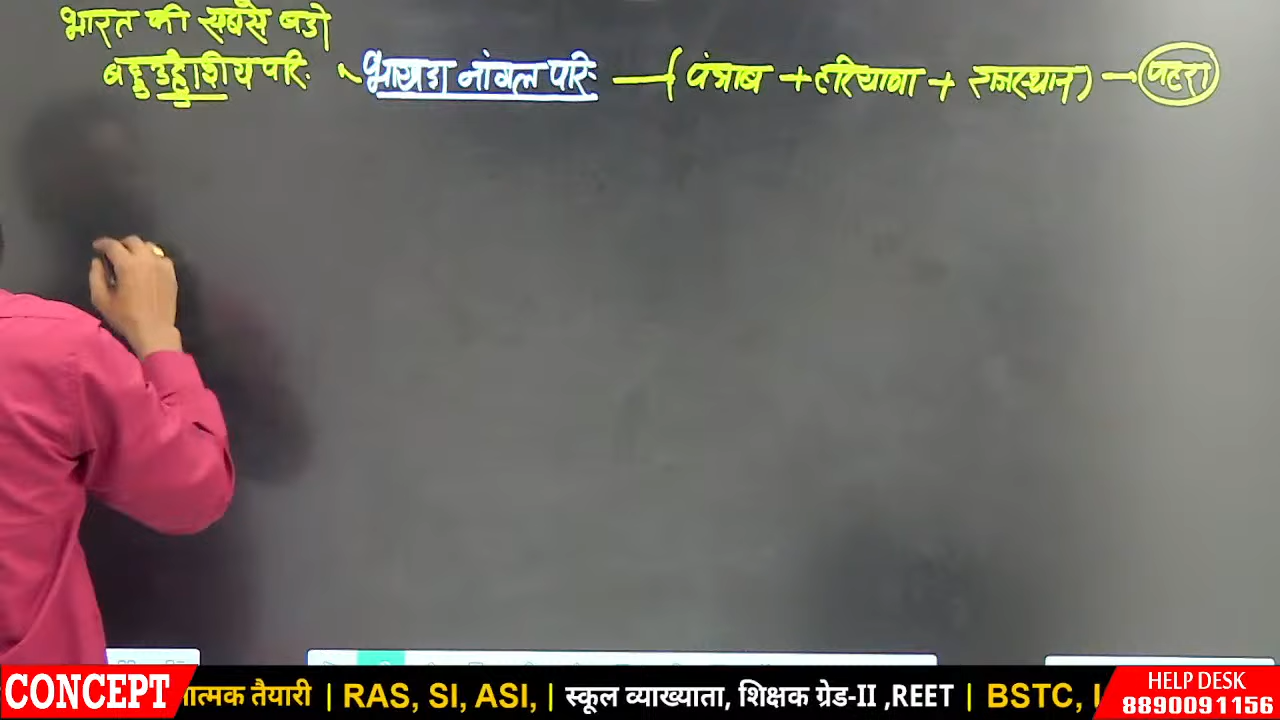 भारत की सबसे बडी
बहुउद्देशीय परि. भाखडा नांगल परि. — (पंजाब + हरियाणा + राजस्थान) —
CONCEPT
ात्मक तैयारी | RAS, SI, ASI, | स्कूल व्याख्याता, शिक्षक ग्रेड-II ,REET | BSTC,
HELP DESK
8890091156